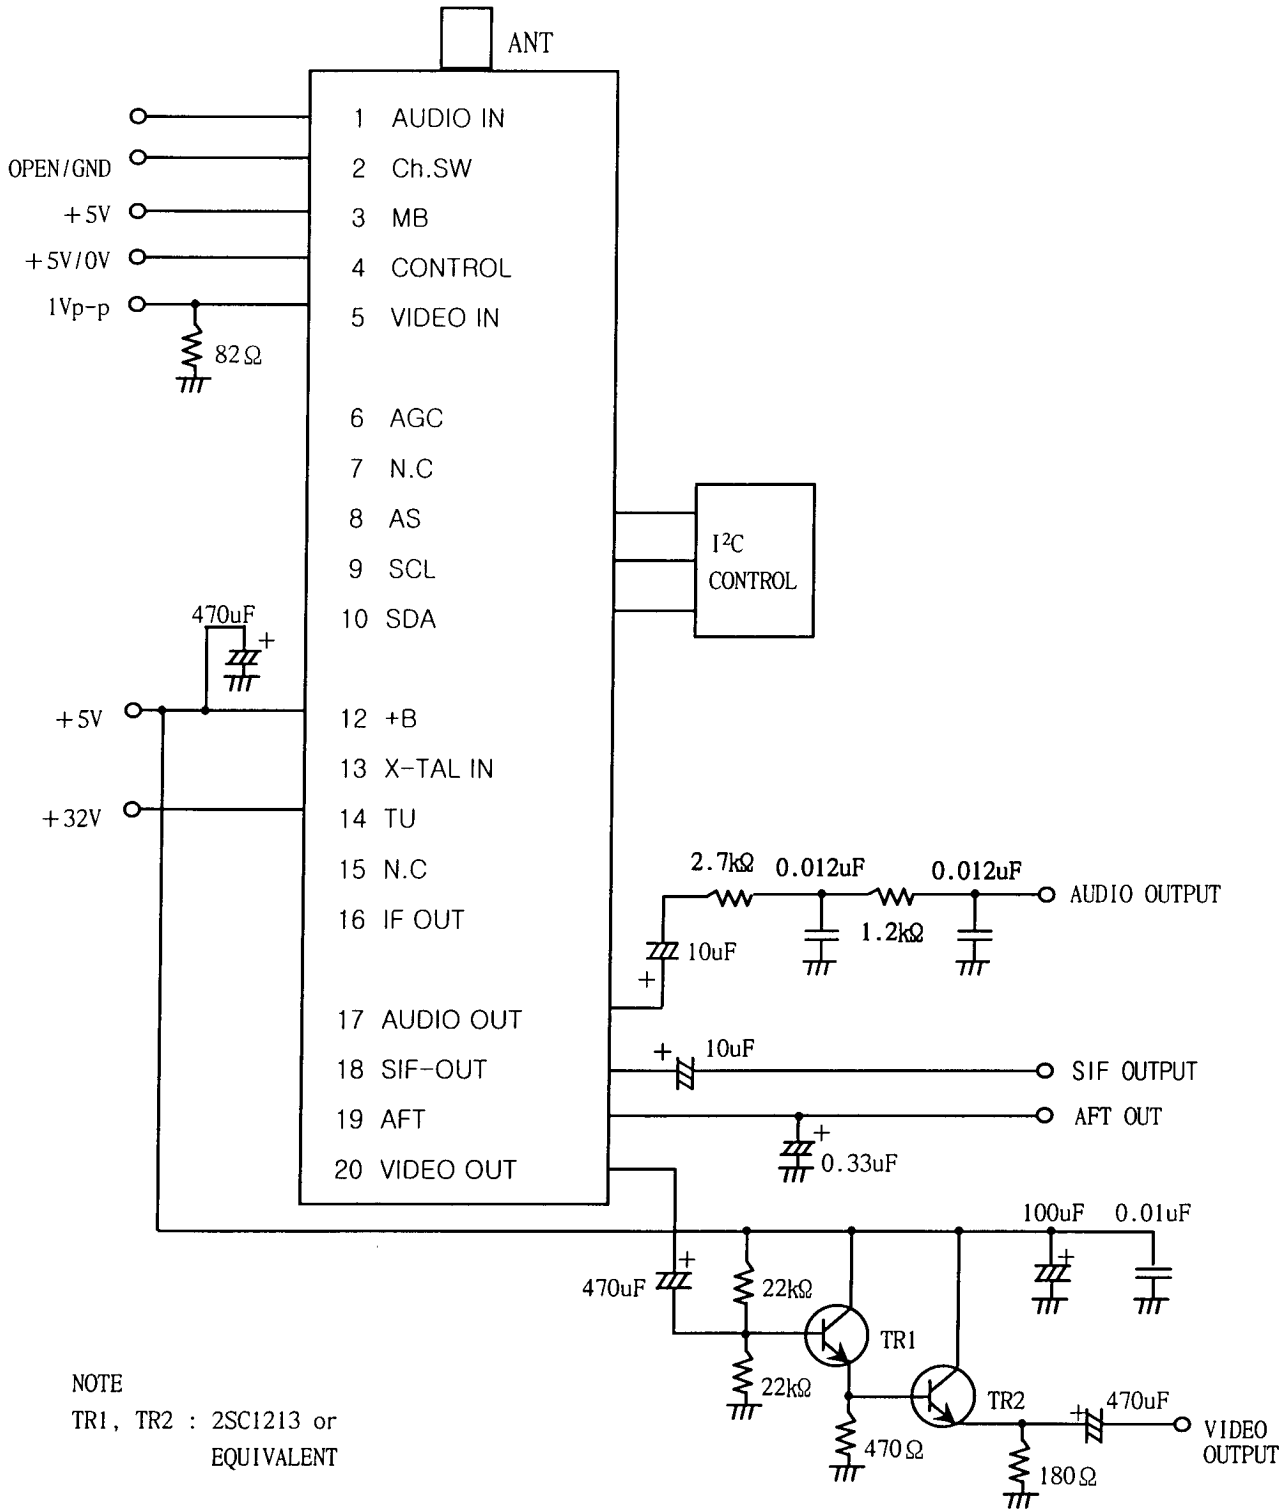 ANT
1 AUDIO IN
OPEN/GND
2 Ch.SW
+5V
3 MB
+5V/0V
4 CONTROL
1Vp-p
5 VIDEO IN
82Ω
6 AGC
7 N.C
8 AS
9 SCL
10 SDA
I²C
CONTROL
470uF
+
+5V
12 +B
13 X-TAL IN
+32V
14 TU
15 N.C
16 IF OUT
2.7kΩ
0.012uF
0.012uF
AUDIO OUTPUT
1.2kΩ
10uF
+
17 AUDIO OUT
18 SIF-OUT
+
10uF
SIF OUTPUT
19 AFT
AFT OUT
+
0.33uF
20 VIDEO OUT
100uF
0.01uF
+
470uF
+
22kΩ
TR1
22kΩ
TR2
470uF
+
VIDEO
OUTPUT
470Ω
180Ω
NOTE
TR1, TR2 : 2SC1213 or
EQUIVALENT